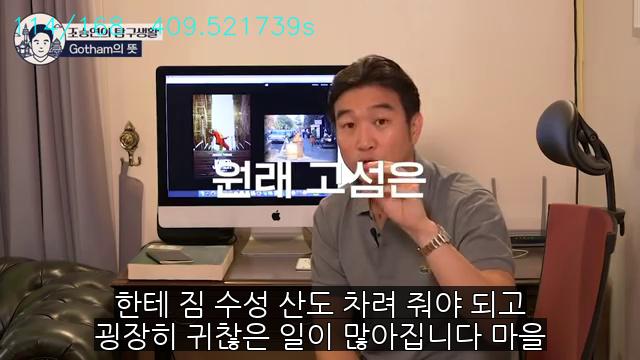 114/168, 409.521739s
조승연의 탐구생활
Gotham의 뜻
원래 고섬은
한테 짐 수성 산도 차려 줘야 되고
굉장히 귀찮은 일이 많아집니다 마을